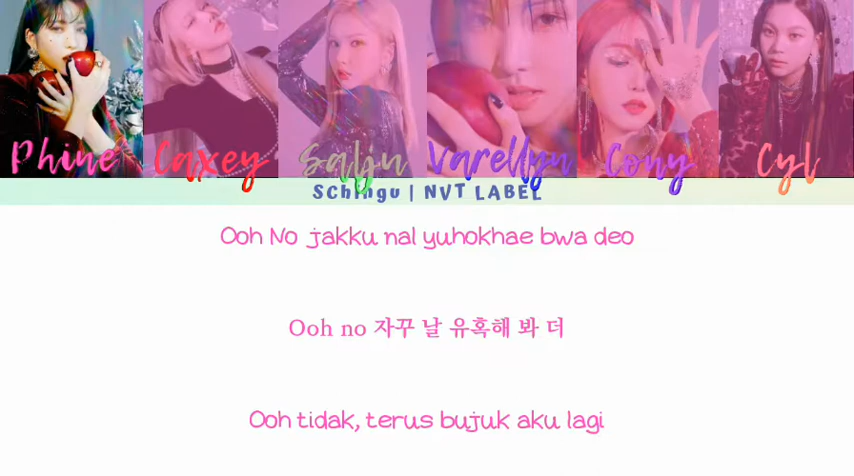 Phine Caxey Salju Varellyn Cony Cyl
Schingu | NVT LABEL
Ooh No jakku nal yuhokhae bwa deo
Ooh no 자꾸 날 유혹해 봐 더
Ooh tidak, terus bujuk aku lagi